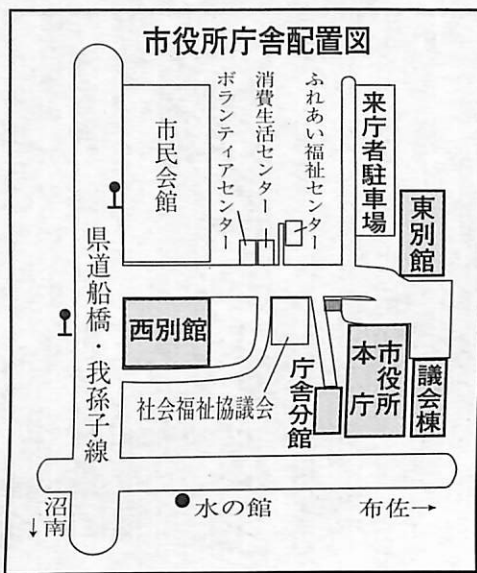 市役所庁舎配置図
ボランティアセンター
消費生活センター
ふれあい福祉センター
来庁者駐車場
市民会館
東別館
県道船橋・我孫子線
西別館
社会福祉協議会
庁舎分館
市役所
本庁
議会棟
沼南
↓
水の館
布佐→